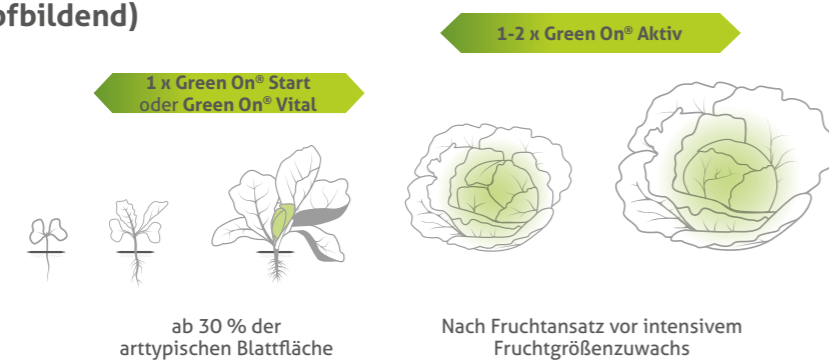 pfbildend)
1-2 x Green On® Aktiv
1 x Green On® Start
oder Green On® Vital
ab 30 % der
arttypischen Blattfläche
Nach Fruchtansatz vor intensivem
Fruchtgrößenzuwachs